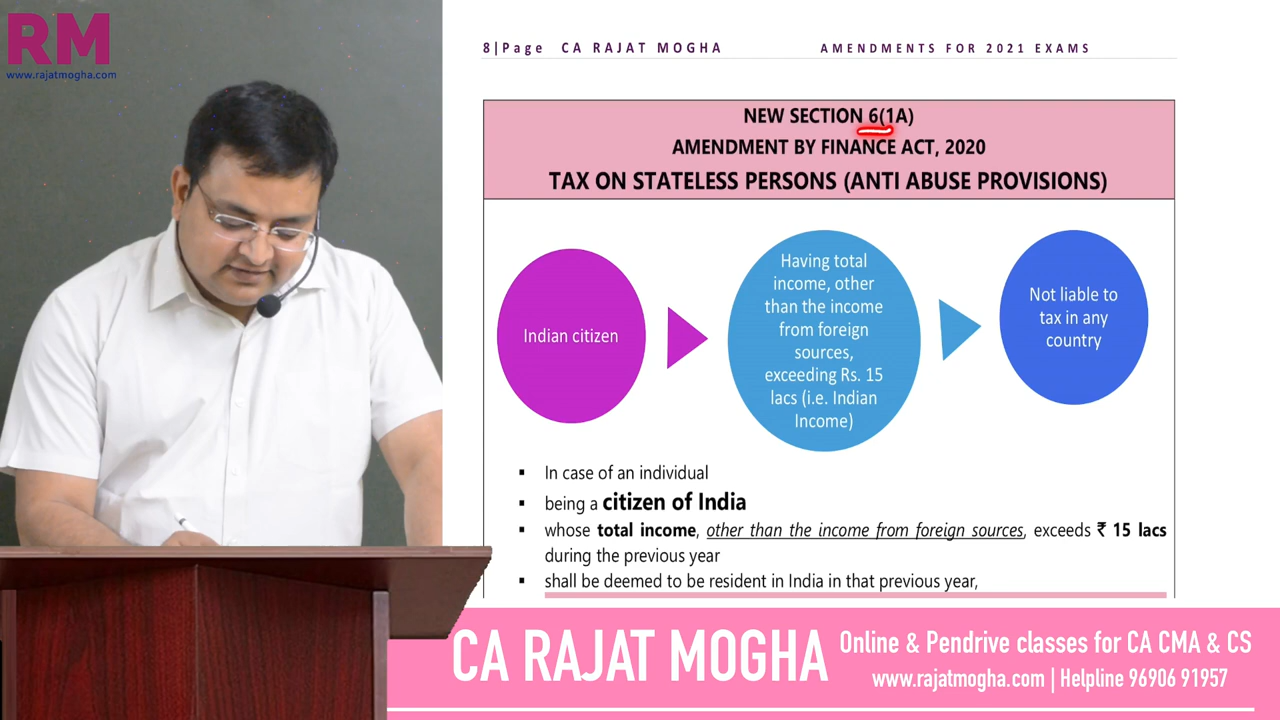 RM
www.rajatmogha.com
8|Page CA RAJAT MOGHA AMENDMENTS FOR 2021 EXAMS
NEW SECTION 6(1A)
AMENDMENT BY FINANCE ACT, 2020
TAX ON STATELESS PERSONS (ANTI ABUSE PROVISIONS)
Indian citizen
Having total
income, other
than the income
from foreign
sources,
exceeding Rs. 15
lacs (i.e. Indian
Income)
Not liable to
tax in any
country
▪ In case of an individual
▪ being a citizen of India
▪ whose total income, other than the income from foreign sources, exceeds ₹ 15 lacs
during the previous year
▪ shall be deemed to be resident in India in that previous year,
CA RAJAT MOGHA
Online & Pendrive classes for CA CMA & CS
www.rajatmogha.com | Helpline 96906 91957